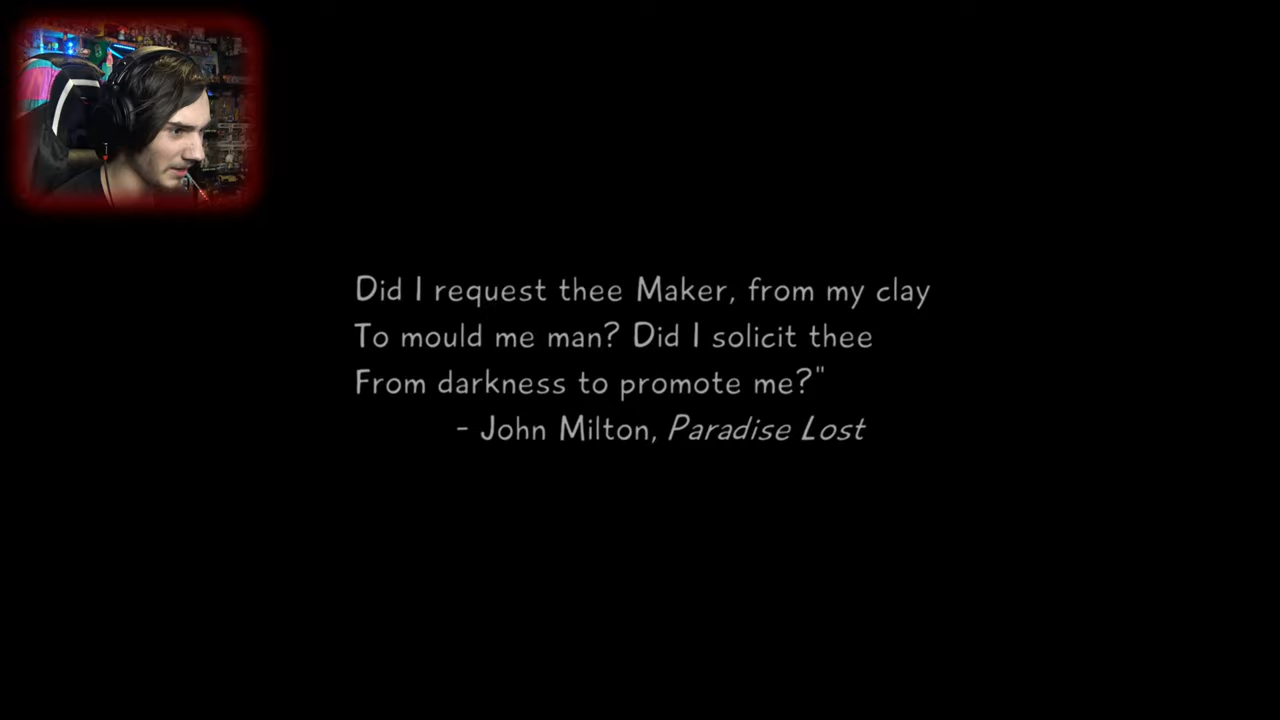 Did I request thee Maker, from my clay
To mould me man? Did I solicit thee
From darkness to promote me?"
- John Milton, Paradise Lost